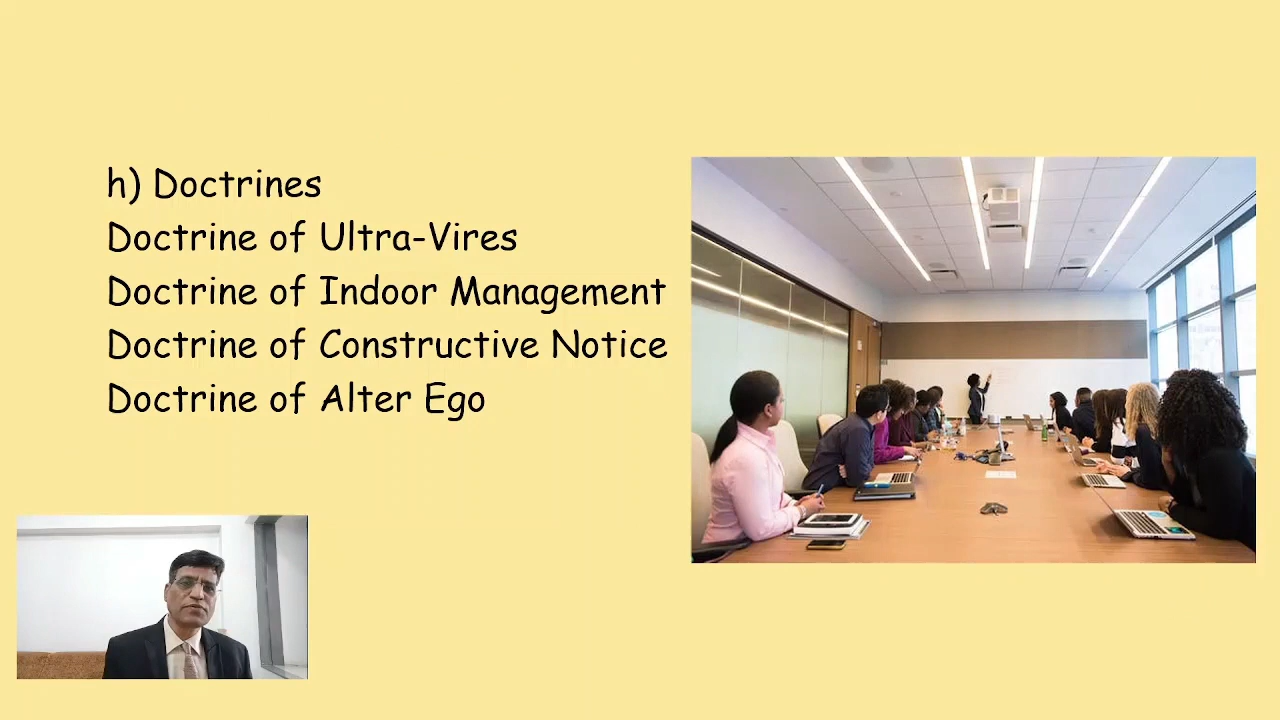 h) Doctrines
Doctrine of Ultra-Vires
Doctrine of Indoor Management
Doctrine of Constructive Notice
Doctrine of Alter Ego